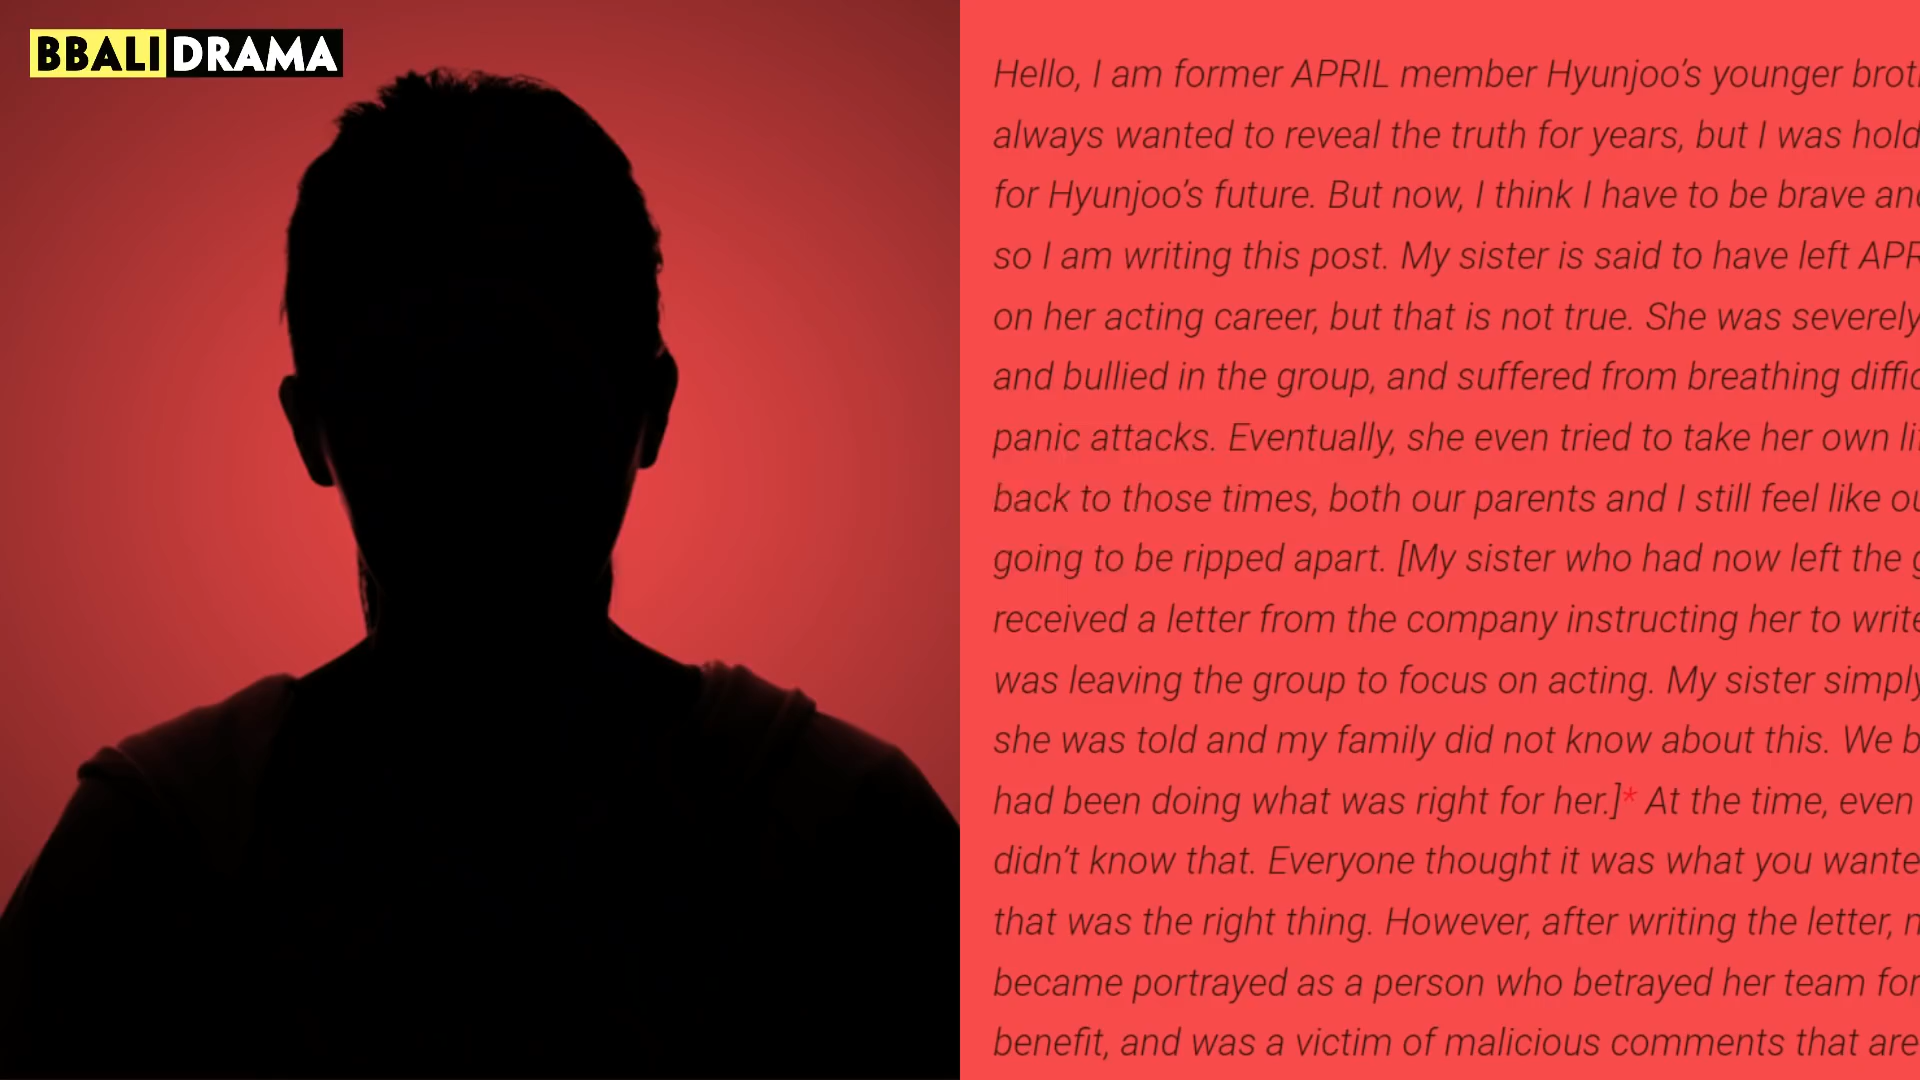 BBALI DRAMA
Hello, I am former APRIL member Hyunjoo's younger
always wanted to reveal the truth for years, but I was
for Hyunjoo's future. But now, I think I have to be brave
so I am writing this post. My sister is said to have left
on her acting career, but that is not true. She was severely
and bullied in the group, and suffered from breathing
panic attacks. Eventually, she even tried to take her own
back to those times, both our parents and I still feel like
going to be ripped apart. [My sister who had now left the
received a letter from the company instructing her to write
was leaving the group to focus on acting. My sister simply
she was told and my family did not know about this. We
had been doing what was right for her.]* At the time, even
didn't know that. Everyone thought it was what you
that was the right thing. However, after writing the letter,
became portrayed as a person who betrayed her team for
benefit, and was a victim of malicious comments that are